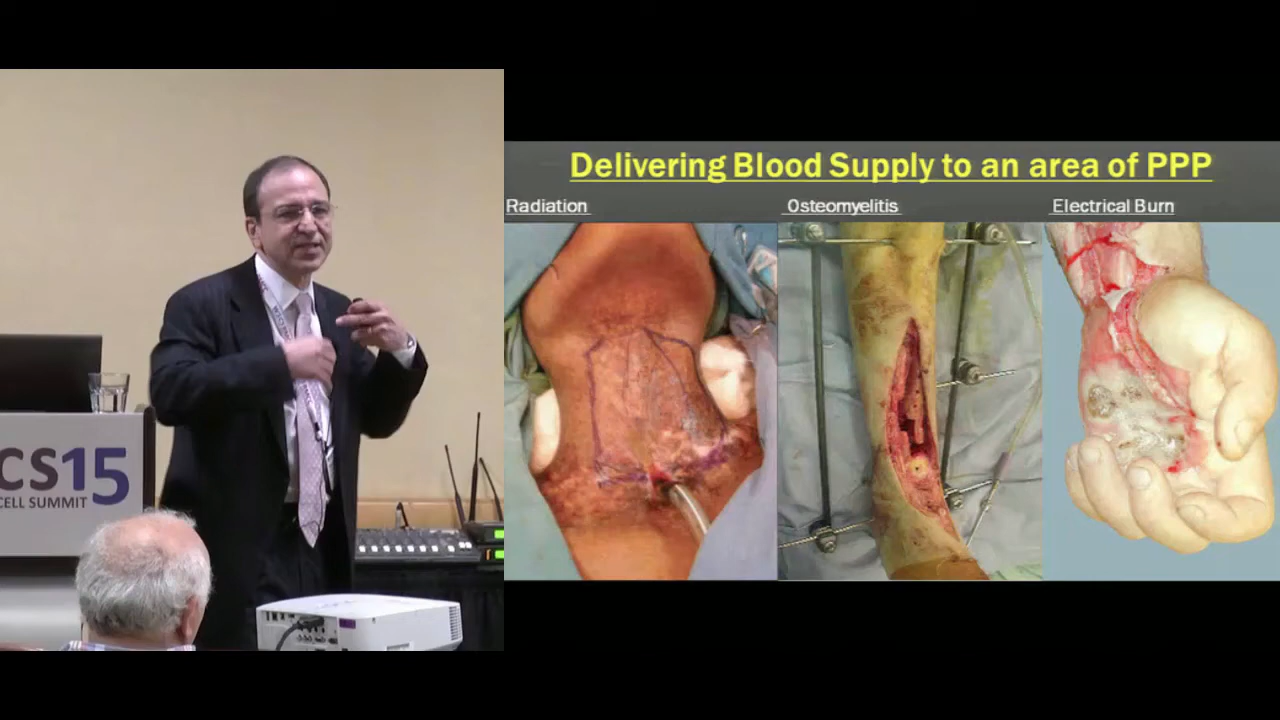 CS15
CELL SUMMIT
Delivering Blood Supply to an area of PPP
Radiation
Osteomyelitis
Electrical Burn